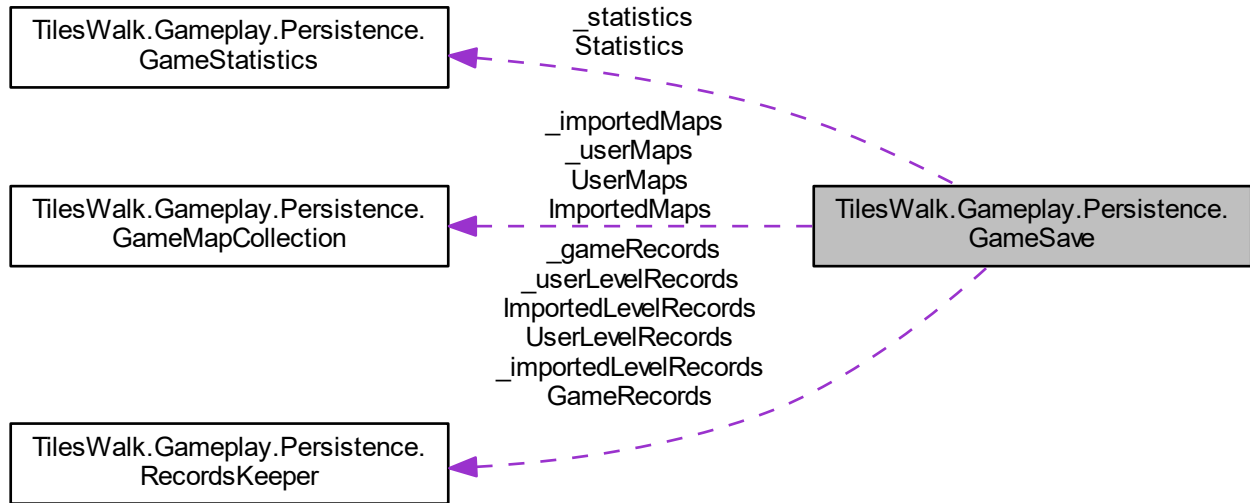 TilesWalk.Gameplay.Persistence.
GameStatistics
_statistics
Statistics
TilesWalk.Gameplay.Persistence.
GameMapCollection
_importedMaps
_userMaps
UserMaps
ImportedMaps
TilesWalk.Gameplay.Persistence.
GameSave
_gameRecords
_userLevelRecords
ImportedLevelRecords
UserLevelRecords
_importedLevelRecords
GameRecords
TilesWalk.Gameplay.Persistence.
RecordsKeeper